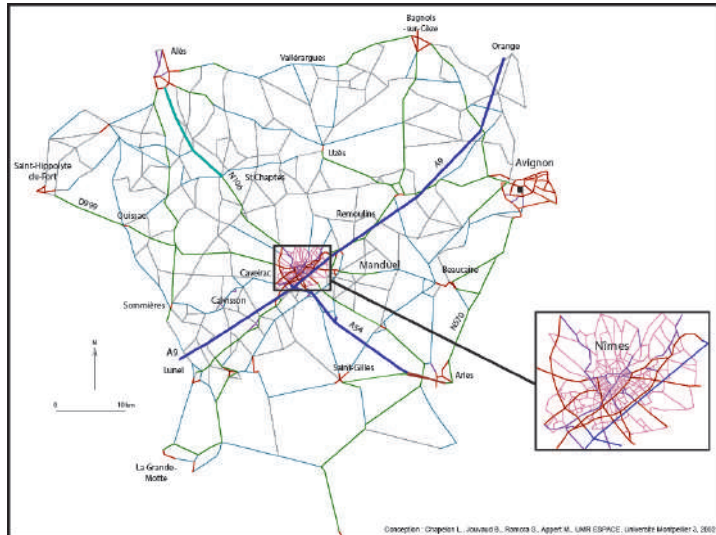 Bagnols
-sur-Cèze
Orange
Alès
Vallérargues
Uzès
A9
Avignon
Saint-Hippolyte
du-Fort
N106
St Chaptes
D999
Quissac
Remoulins
Caveirac
Manduel
Beaucaire
Sommières
Calvisson
N570
A54
A9
Nîmes
N
Lunel
Saint-Gilles
Arles
0
10 km
La Grande-
Motte
Conception : Chapelon L., Jouvaud B., Ramora S., Appert M., UMR ESPACE, Université Montpellier 3, 2002